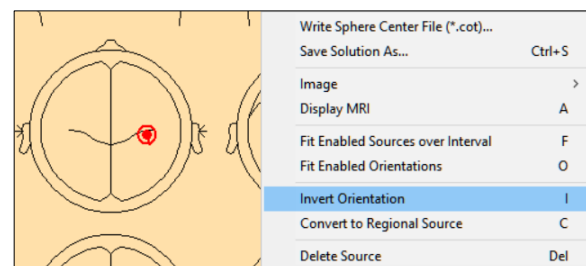 Write Sphere Center File (*.cot)...
Save Solution As... Ctrl+S
Image >
Display MRI A
Fit Enabled Sources over Interval F
Fit Enabled Orientations O
Invert Orientation I
Convert to Regional Source C
Delete Source Del